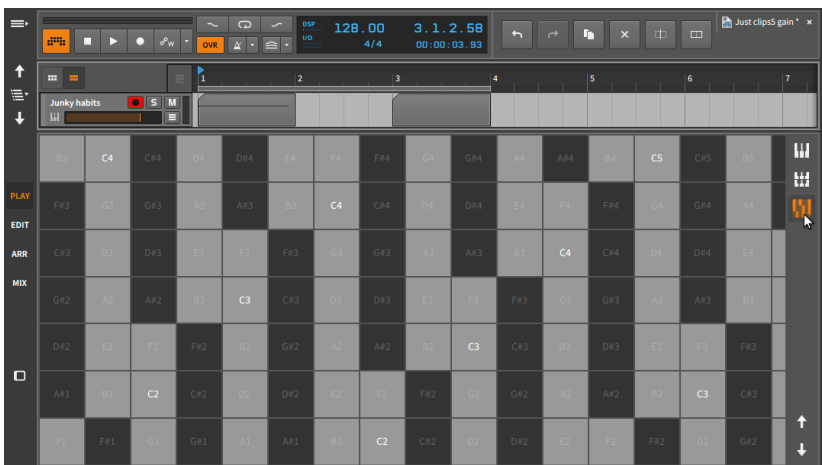 DSP 128.00 3.1.2.58
I/O 4/4 00:00:03.93
OVR
W
Just clips5 gain * ×
1 2 3 4 5 6 7
Junky habits S M
PLAY
EDIT
ARR
MIX
B3 C4 C#4 D4 D#4 E4 F4 F#4 G4 G#4 A4 A#4 B4 C5 C#5 D5
F#3 G3 G#3 A3 A#3 B3 C4 C#4 D4 D#4 E4 F4 F#4 G4 G#4 A4
C#3 D3 D#3 E3 F3 F#3 G3 G#3 A3 A#3 B3 C4 C#4 D4 D#4 E4
G#2 A2 A#2 B2 C3 C#3 D3 D#3 E3 F3 F#3 G3 G#3 A3 A#3 B3
D#2 E2 F2 F#2 G2 G#2 A2 A#2 B2 C3 C#3 D3 D#3 E3 F3 F#3
A#1 B1 C2 C#2 D2 D#2 E2 F2 F#2 G2 G#2 A2 A#2 B2 C3 C#3
F1 F#1 G1 G#1 A1 A#1 B1 C2 C#2 D2 D#2 E2 F2 F#2 G2 G#2